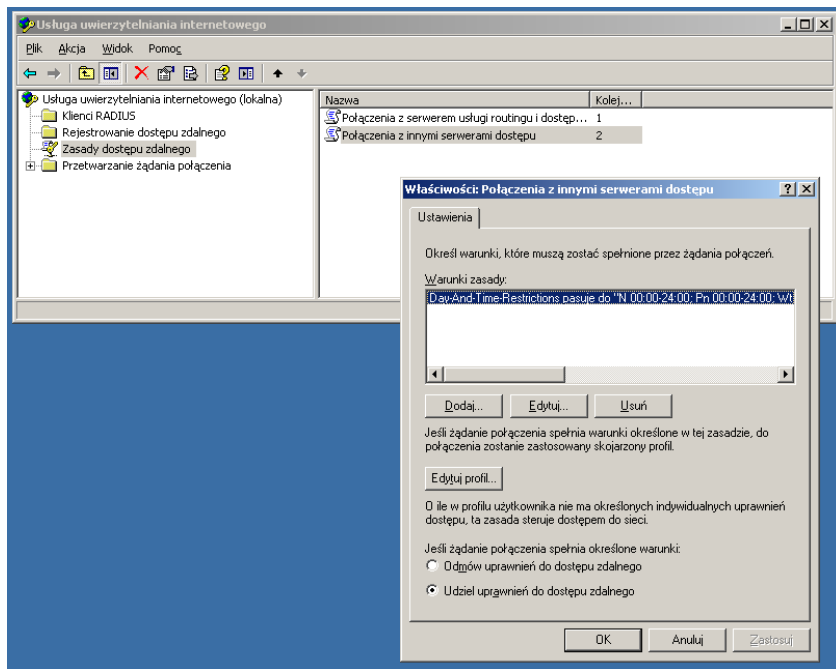 Usługa uwierzytelniania internetowego
Plik Akcja Widok Pomoc
Usługa uwierzytelniania internetowego (lokalna)
Klienci RADIUS
Rejestrowanie dostępu zdalnego
Zasady dostępu zdalnego
Przetwarzanie żądania połączenia
Nazwa Kolej...
Połączenia z serwerem usługi routingu i dostęp... 1
Połączenia z innymi serwerami dostępu 2
Właściwości: Połączenia z innymi serwerami dostępu
Ustawienia
Określ warunki, które muszą zostać spełnione przez żądania połączeń.
Warunki zasady:
Day-And-Time-Restrictions pasuje do "N 00:00-24:00; Pn 00:00-24:00; Wt
Dodaj... Edytuj... Usuń
Jeśli żądanie połączenia spełnia warunki określone w tej zasadzie, do
połączenia zostanie zastosowany skojarzony profil.
Edytuj profil...
O ile w profilu użytkownika nie ma określonych indywidualnych uprawnień
dostępu, ta zasada steruje dostępem do sieci.
Jeśli żądanie połączenia spełnia określone warunki:
Odmów uprawnień do dostępu zdalnego
Udziel uprawnień do dostępu zdalnego
OK Anuluj Zastosuj